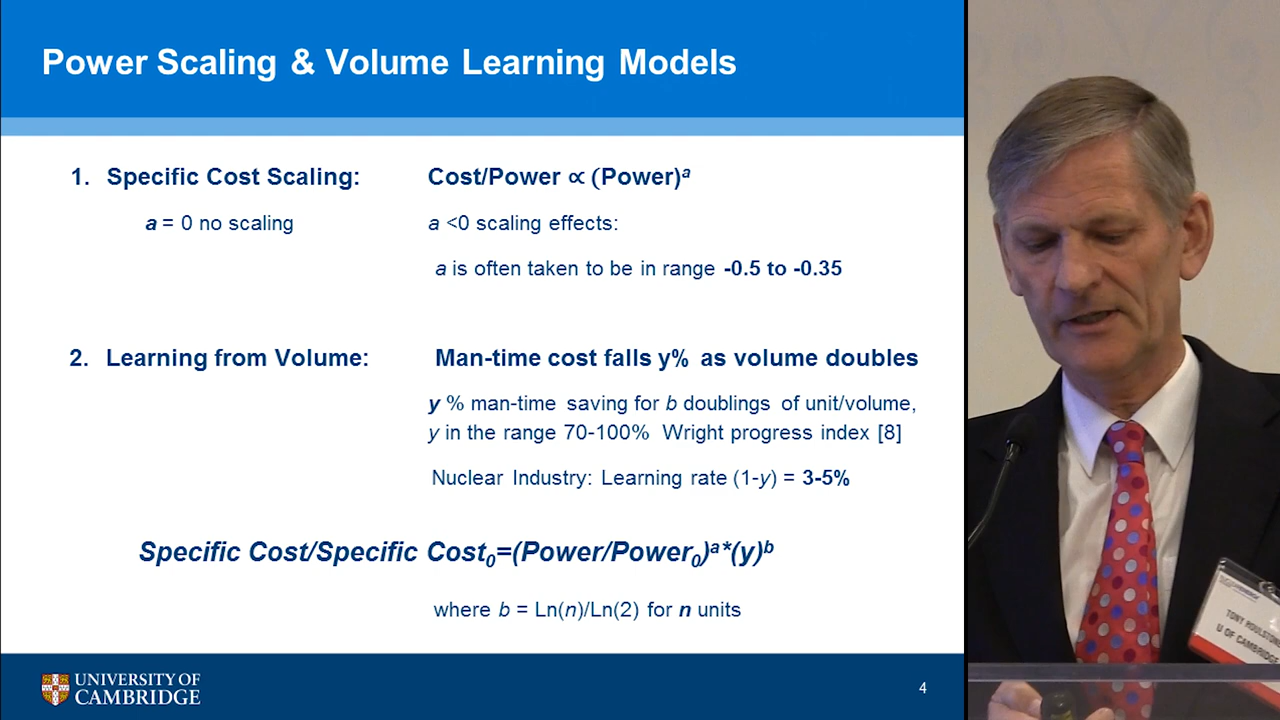 Power Scaling & Volume Learning Models
1. Specific Cost Scaling: Cost/Power ∝ (Power)ᵃ
a = 0 no scaling a <0 scaling effects:
a is often taken to be in range -0.5 to -0.35
2. Learning from Volume: Man-time cost falls y% as volume doubles
y % man-time saving for b doublings of unit/volume,
y in the range 70-100% Wright progress index [8]
Nuclear Industry: Learning rate (1-y) = 3-5%
Specific Cost/Specific Cost₀=(Power/Power₀)ᵃ*(y)ᵇ
where b = Ln(n)/Ln(2) for n units
UNIVERSITY OF
CAMBRIDGE
4
TONY
U OF CAMBRIDGE